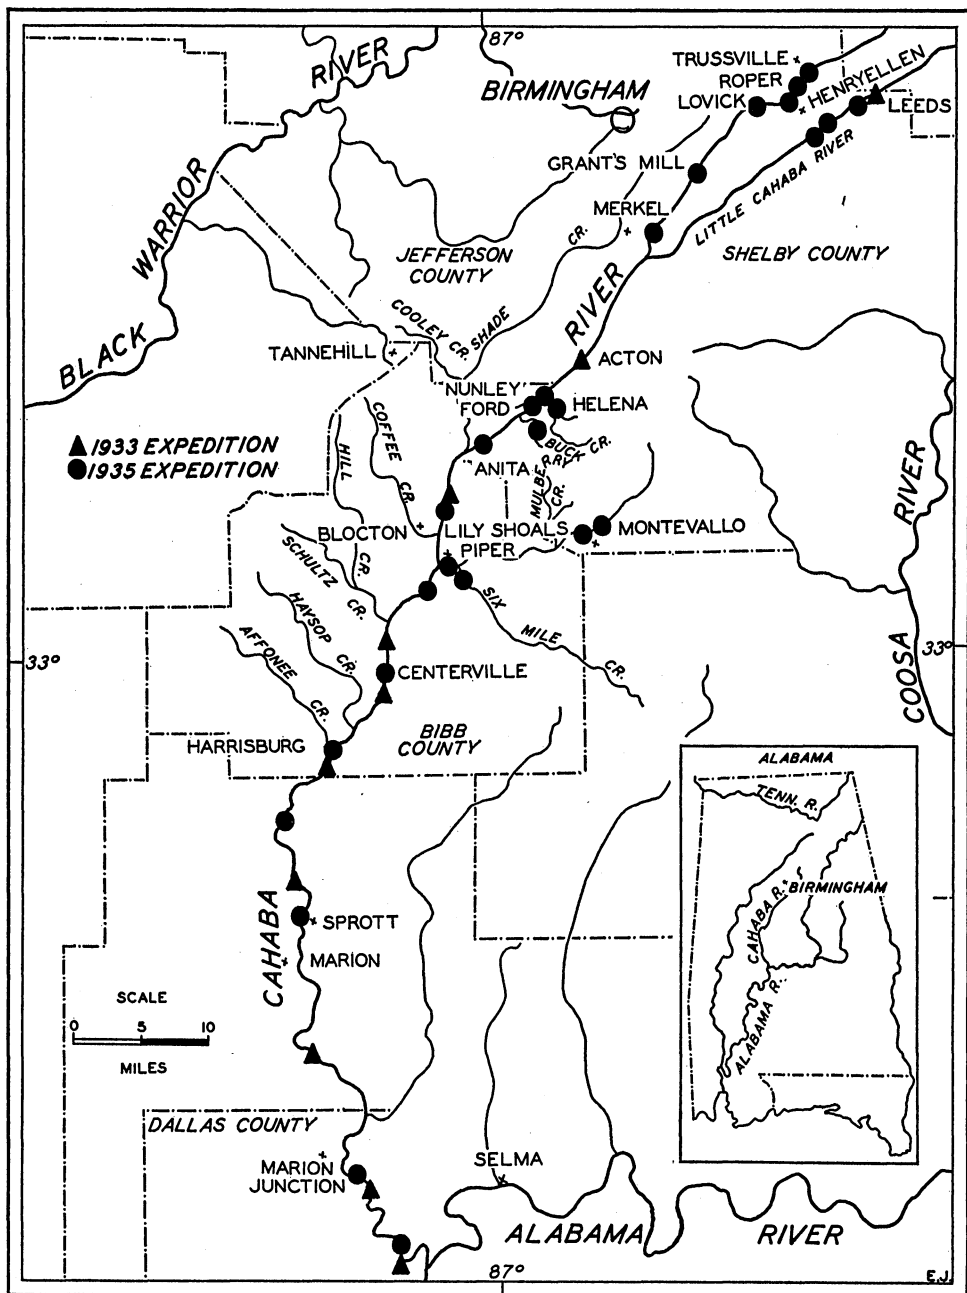 87°
RIVER
TRUSSVILLE
ROPER
HENRYELLEN
BIRMINGHAM
LOVICK
LEEDS
GRANT'S MILL
LITTLE CAHABA RIVER
WARRIOR
MERKEL
CR.
JEFFERSON
COUNTY
SHELBY COUNTY
RIVER
COOLEY CR.
SHADE
BLACK
TANNEHILL
ACTON
NUNLEY
FORD
HELENA
COFFEE
CR.
HILL
CR.
BUCK CR.
1933 EXPEDITION
1935 EXPEDITION
ANITA
MULBERRY
CR.
RIVER
BLOCTON
LILY SHOALS
MONTEVALLO
PIPER
SCHULTZ CR.
SIX
MILE
CR.
HAYSOP CR.
AFFONEE
CR.
33°
33°
COOSA
CENTERVILLE
HARRISBURG
BIBB
COUNTY
ALABAMA
TENN. R.
BIRMINGHAM
CAHABA R.
ALABAMA R.
CAHABA
SPROTT
MARION
SCALE
0 5 10
MILES
DALLAS COUNTY
MARION
JUNCTION
SELMA
ALABAMA
RIVER
87°
E.J.